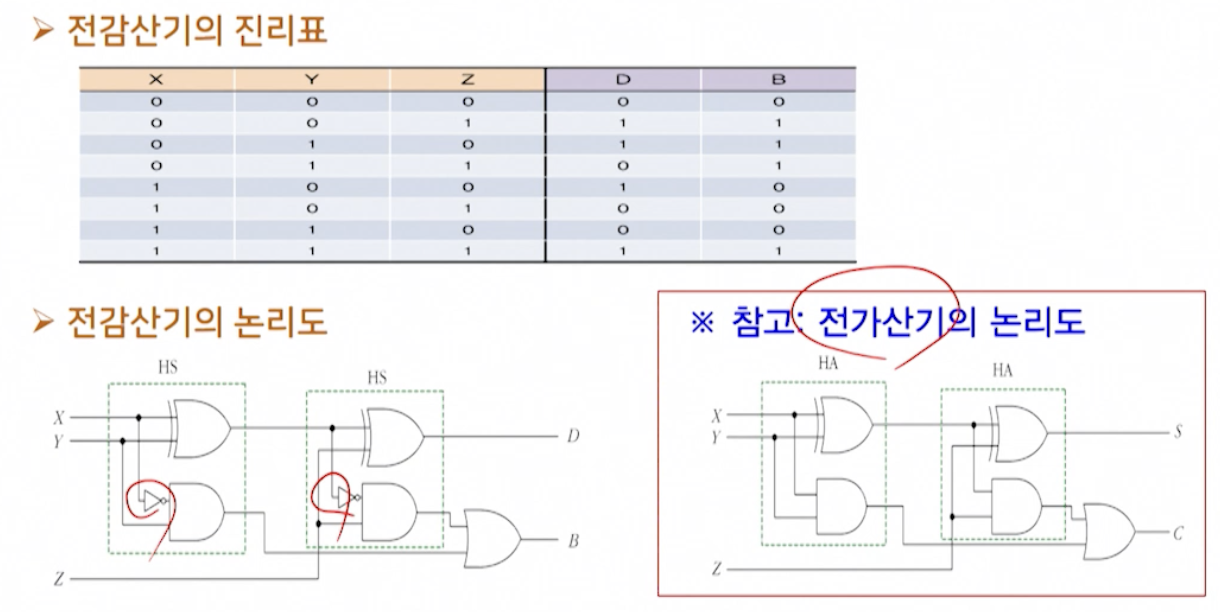 ➢ 전감산기의 진리표
X Y Z D B
0 0 0 0 0
0 0 1 1 1
0 1 0 1 1
0 1 1 0 1
1 0 0 1 0
1 0 1 0 0
1 1 0 0 0
1 1 1 1 1
➢ 전감산기의 논리도
HS
HS
X
Y
D
B
Z
※ 참고: 전가산기의 논리도
HA
HA
X
Y
S
C
Z